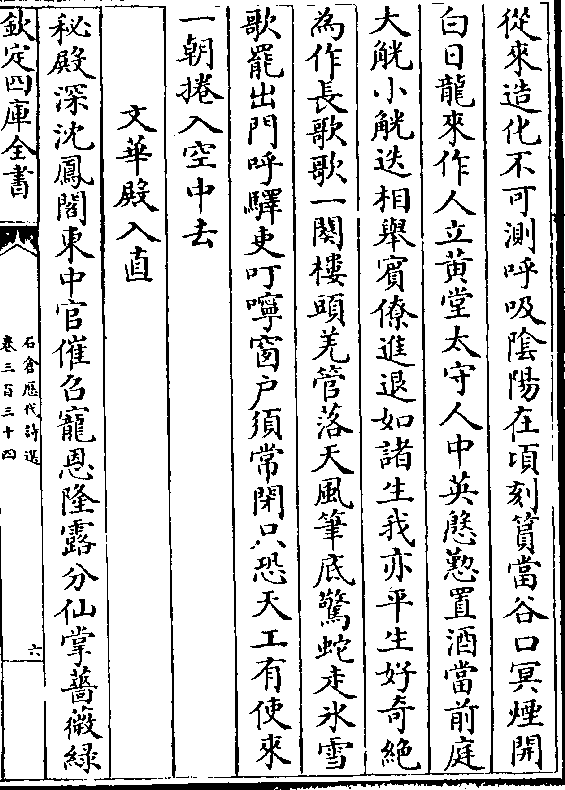 從來造化不可測呼吸隂陽在頃刻篔當谷口冥煙開
白日龍來作人立黄堂太守人中英慇懃置酒當前庭
大觥小觥迭相舉賓僚進退如諸生我亦平生好奇絶
為作長歌歌一闋樓頭羌管落天風筆底驚蛇走氷雪
歌罷出門呼驛吏叮嚀窗户須常閉只恐天工有使來
一朝捲入空中去
文華殿入直
秘殿深沈鳳閣東中官催召寵恩隆露分仙掌薔薇緑
欽定四庫全書
石倉歴代詩選
卷三百三十四
六